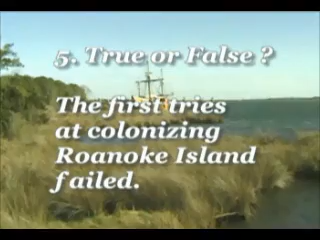 5. True or False ?
The first tries
at colonizing
Roanoke Island
failed.